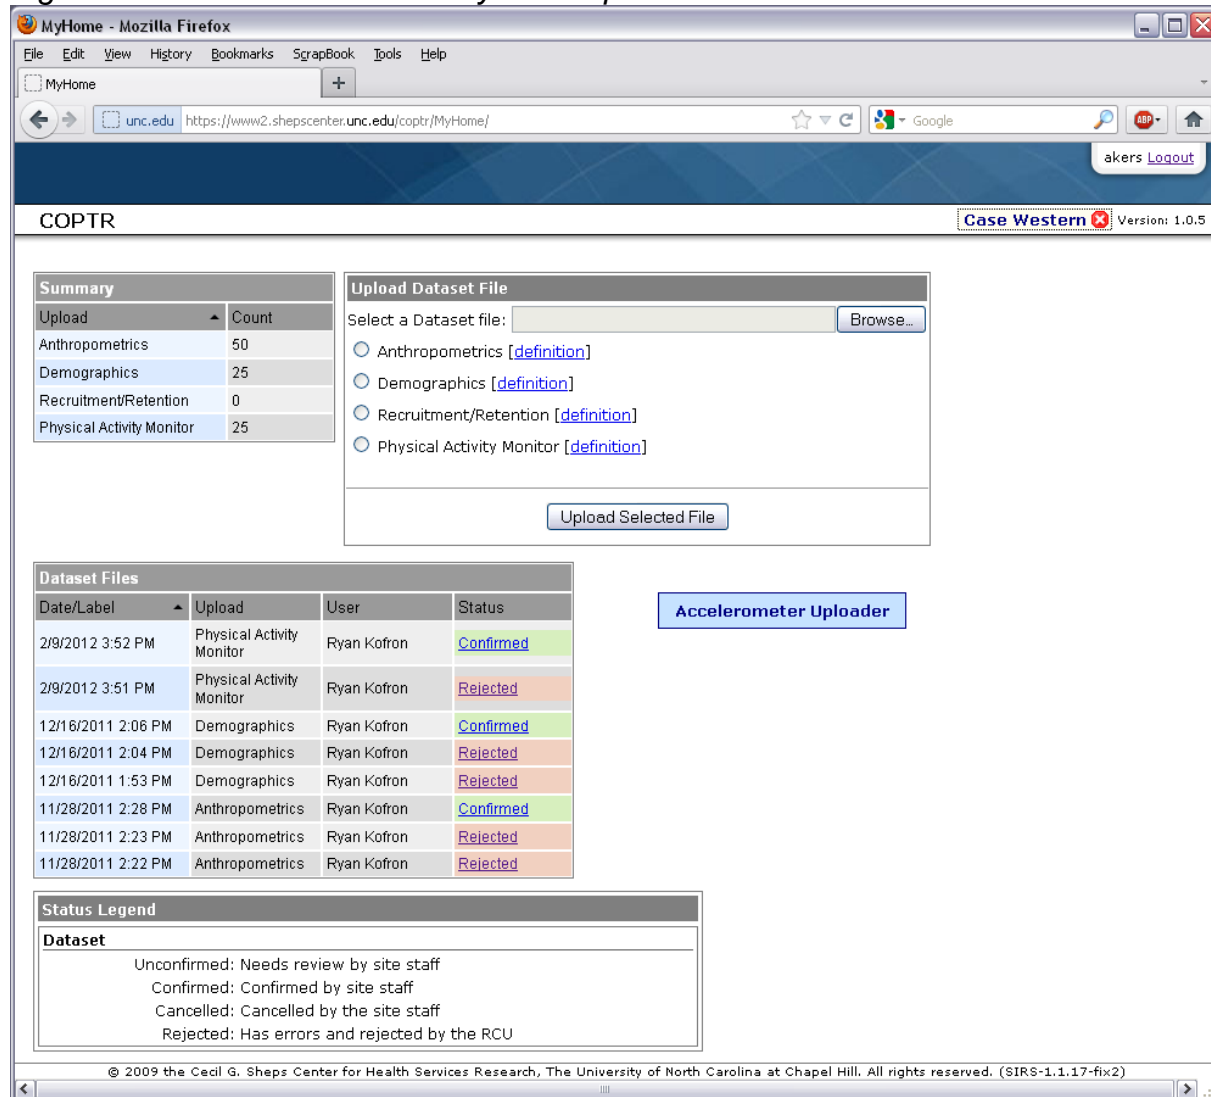 MyHome - Mozilla Firefox
File Edit View History Bookmarks ScrapBook Tools Help
MyHome +
unc.edu https://www2.shepscenter.unc.edu/coptr/MyHome/ Google ABP
akers Logout
COPTR Case Western Version: 1.0.5
Summary
Upload Count
Anthropometrics 50
Demographics 25
Recruitment/Retention 0
Physical Activity Monitor 25
Upload Dataset File
Select a Dataset file: Browse...
Anthropometrics [definition]
Demographics [definition]
Recruitment/Retention [definition]
Physical Activity Monitor [definition]
Upload Selected File
Dataset Files
Date/Label Upload User Status
2/9/2012 3:52 PM Physical Activity Monitor Ryan Kofron Confirmed
2/9/2012 3:51 PM Physical Activity Monitor Ryan Kofron Rejected
12/16/2011 2:06 PM Demographics Ryan Kofron Confirmed
12/16/2011 2:04 PM Demographics Ryan Kofron Rejected
12/16/2011 1:53 PM Demographics Ryan Kofron Rejected
11/28/2011 2:28 PM Anthropometrics Ryan Kofron Confirmed
11/28/2011 2:23 PM Anthropometrics Ryan Kofron Rejected
11/28/2011 2:22 PM Anthropometrics Ryan Kofron Rejected
Accelerometer Uploader
Status Legend
Dataset
Unconfirmed: Needs review by site staff
Confirmed: Confirmed by site staff
Cancelled: Cancelled by the site staff
Rejected: Has errors and rejected by the RCU
© 2009 the Cecil G. Sheps Center for Health Services Research, The University of North Carolina at Chapel Hill. All rights reserved. (SIRS-1.1.17-fix2)